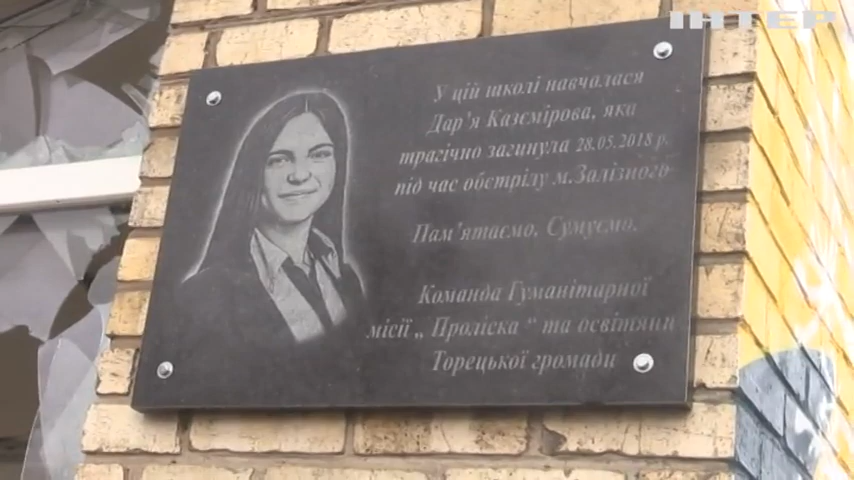 ІНТЕР
У цій школі навчалася
Дар'я Казємірова, яка
трагічно загинула 28.05.2018 р.
під час обстрілу м.Залізного
Пам'ятаємо. Сумуємо.
Команда Гуманітарної
місії „ Проліска “ та освітяни
Торецької громади